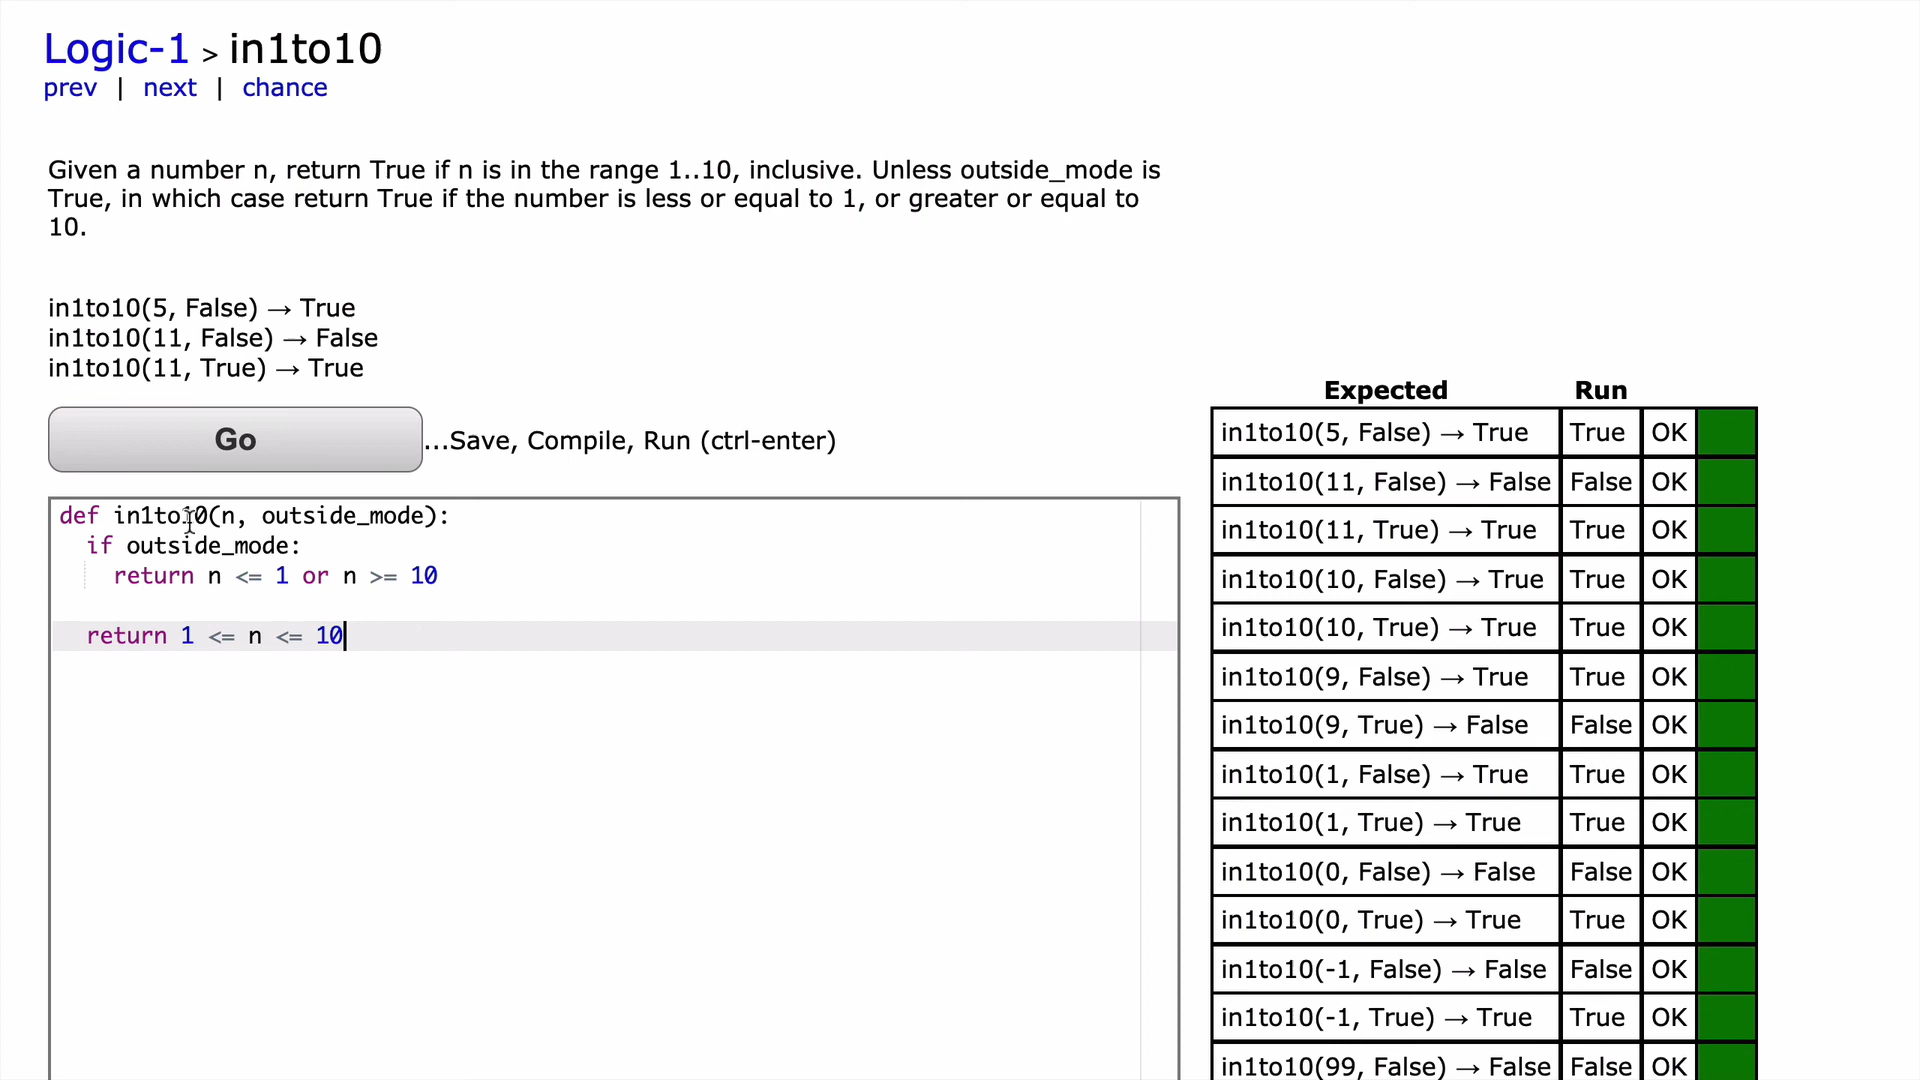 Logic-1 > in1to10
prev | next | chance
Given a number n, return True if n is in the range 1..10, inclusive. Unless outside_mode is
True, in which case return True if the number is less or equal to 1, or greater or equal to
10.
in1to10(5, False) → True
in1to10(11, False) → False
in1to10(11, True) → True
Go ...Save, Compile, Run (ctrl-enter)
def in1to10(n, outside_mode):
  if outside_mode:
    return n <= 1 or n >= 10
  return 1 <= n <= 10
Expected Run
in1to10(5, False) → True True OK
in1to10(11, False) → False False OK
in1to10(11, True) → True True OK
in1to10(10, False) → True True OK
in1to10(10, True) → True True OK
in1to10(9, False) → True True OK
in1to10(9, True) → False False OK
in1to10(1, False) → True True OK
in1to10(1, True) → True True OK
in1to10(0, False) → False False OK
in1to10(0, True) → True True OK
in1to10(-1, False) → False False OK
in1to10(-1, True) → True True OK
in1to10(99, False) → False False OK